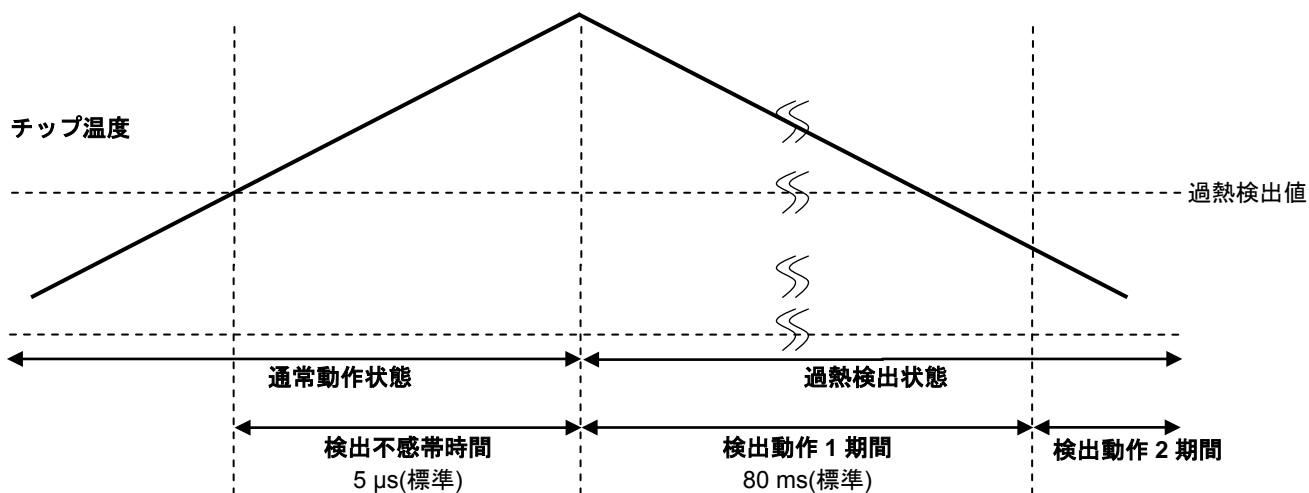 チップ温度
過熱検出値
通常動作状態
過熱検出状態
検出不感帯時間
5 μs(標準)
検出動作 1 期間
80 ms(標準)
検出動作 2 期間